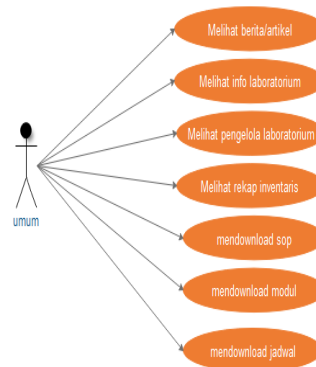 Melihat berita/artikel
Melihat info laboratorium
Melihat pengelola laboratorium
Melihat rekap inventaris
umum
mendownload sop
mendownload modul
mendownload jadwal